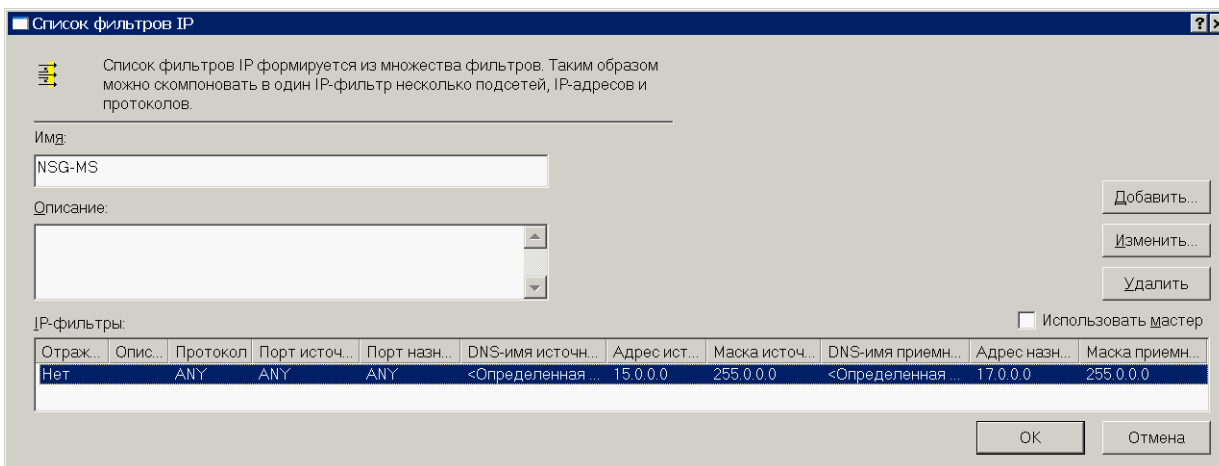 Список фильтров IP
Список фильтров IP формируется из множества фильтров. Таким образом
можно скомпоновать в один IP-фильтр несколько подсетей, IP-адресов и
протоколов.
Имя:
NSG-MS
Добавить...
Описание:
Изменить...
Удалить
IP-фильтры:
Использовать мастер
Отраж... Опис... Протокол Порт источ... Порт назн... DNS-имя источн... Адрес ист... Маска источ... DNS-имя приемн... Адрес назн... Маска приемн...
Нет ANY ANY ANY <Определенная ... 15.0.0.0 255.0.0.0 <Определенная ... 17.0.0.0 255.0.0.0
OK Отмена